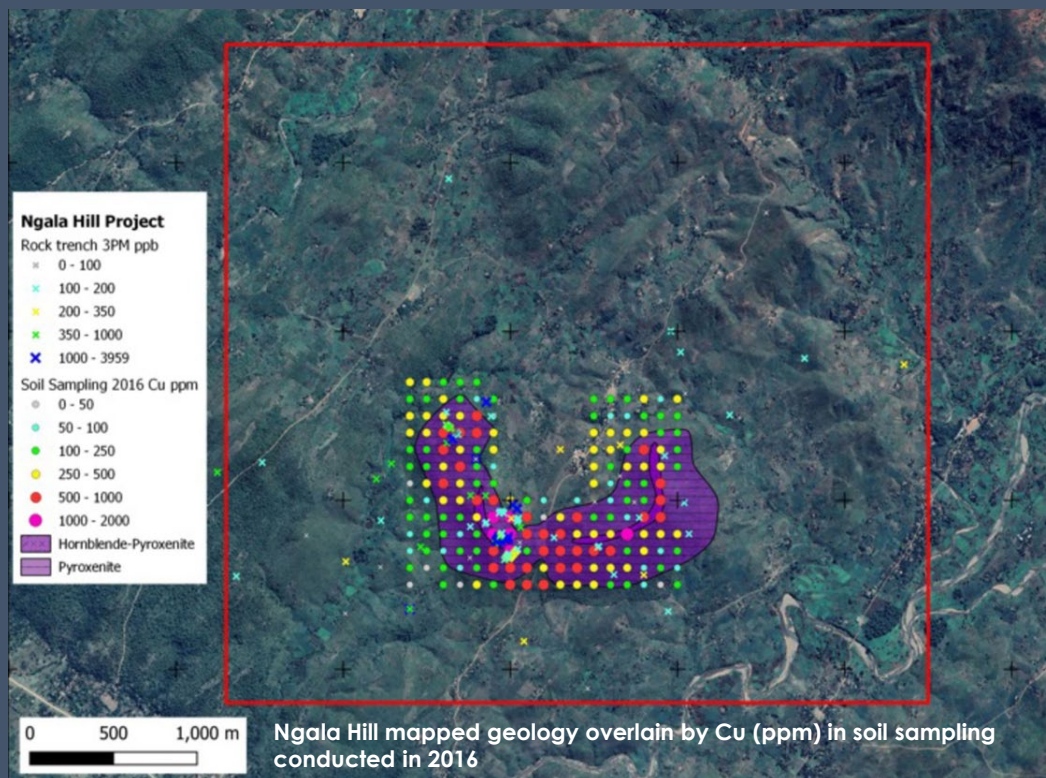 Ngala Hill Project
Rock trench 3PM ppb
0 - 100
100 - 200
200 - 350
350 - 1000
1000 - 3959
Soil Sampling 2016 Cu ppm
0 - 50
50 - 100
100 - 250
250 - 500
500 - 1000
1000 - 2000
Hornblende-Pyroxenite
Pyroxenite
0 500 1,000 m
Ngala Hill mapped geology overlain by Cu (ppm) in soil sampling
conducted in 2016